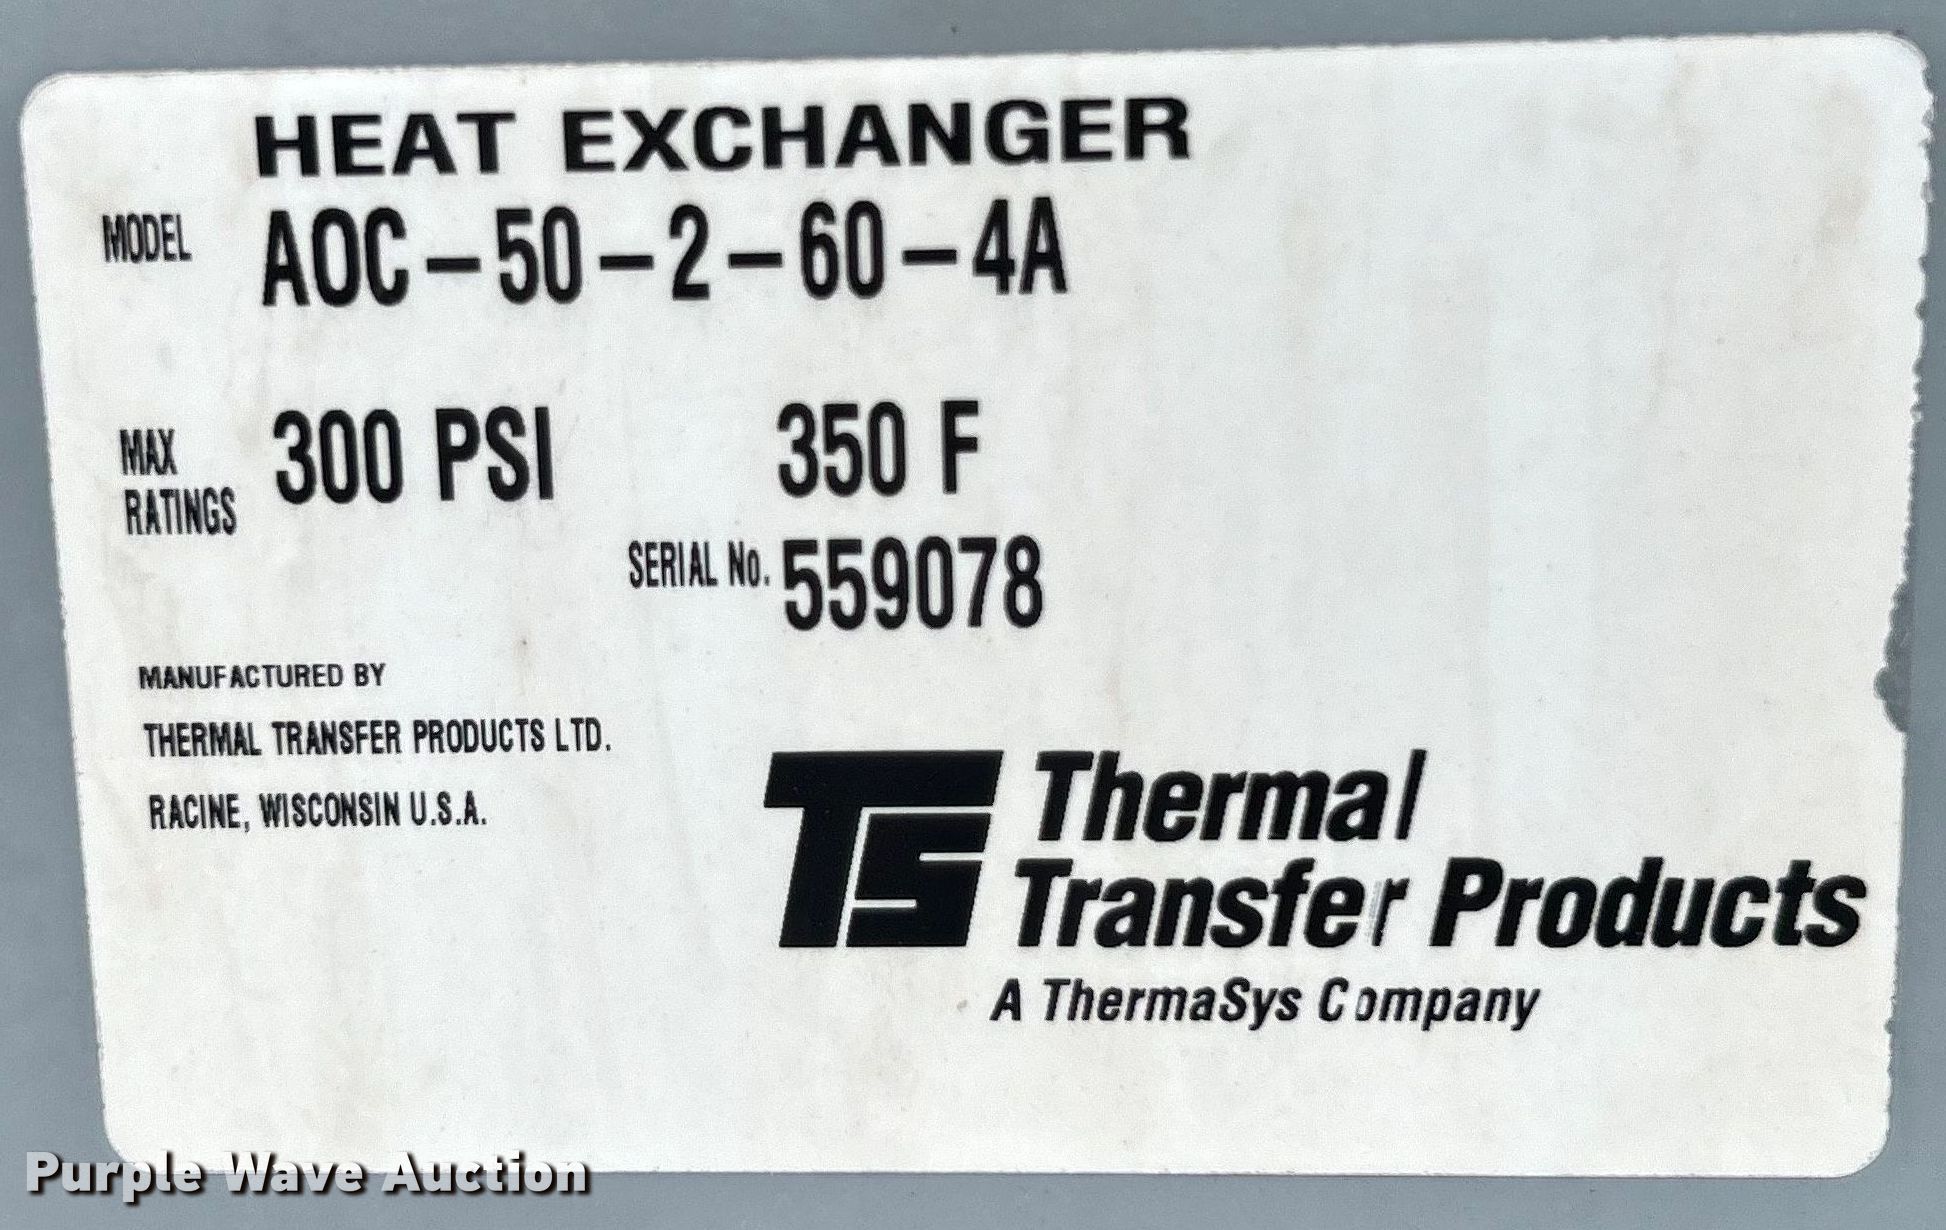 HEAT EXCHANGER
MODEL AOC-50-2-60-4A
MAX RATINGS 300 PSI 350 F
SERIAL No. 559078
MANUFACTURED BY
THERMAL TRANSFER PRODUCTS LTD.
RACINE, WISCONSIN U.S.A.
TS Thermal
Transfer Products
A ThermaSys Company
Purple Wave Auction